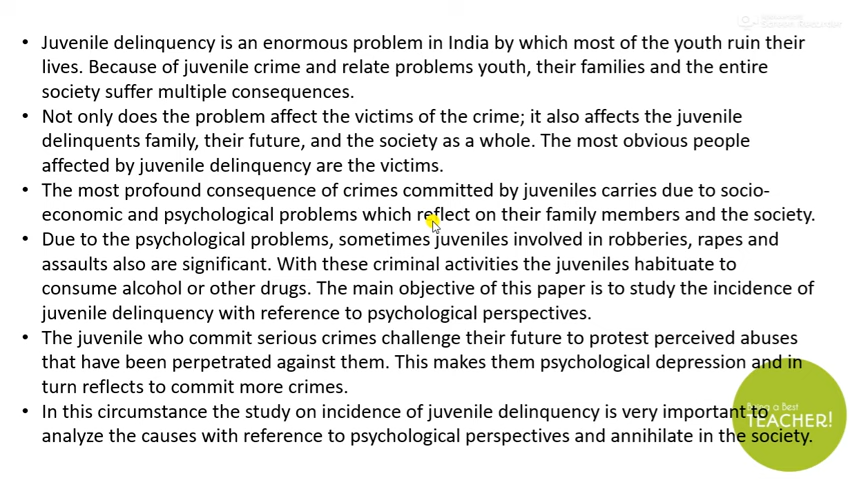 • Juvenile delinquency is an enormous problem in India by which most of the youth ruin their
lives. Because of juvenile crime and relate problems youth, their families and the entire
society suffer multiple consequences.
• Not only does the problem affect the victims of the crime; it also affects the juvenile
delinquents family, their future, and the society as a whole. The most obvious people
affected by juvenile delinquency are the victims.
• The most profound consequence of crimes committed by juveniles carries due to socio-
economic and psychological problems which reflect on their family members and the society.
• Due to the psychological problems, sometimes juveniles involved in robberies, rapes and
assaults also are significant. With these criminal activities the juveniles habituate to
consume alcohol or other drugs. The main objective of this paper is to study the incidence of
juvenile delinquency with reference to psychological perspectives.
• The juvenile who commit serious crimes challenge their future to protest perceived abuses
that have been perpetrated against them. This makes them psychological depression and in
turn reflects to commit more crimes.
• In this circumstance the study on incidence of juvenile delinquency is very important to
analyze the causes with reference to psychological perspectives and annihilate in the society.
Being a Best
TEACHER!